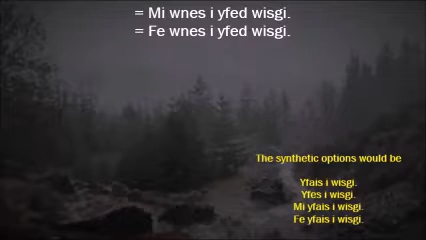 = Mi wnes i yfed wisgi.
= Fe wnes i yfed wisgi.
The synthetic options would be
Yfais i wisgi.
Yfes i wisgi.
Mi yfais i wisgi.
Fe yfais i wisgi.